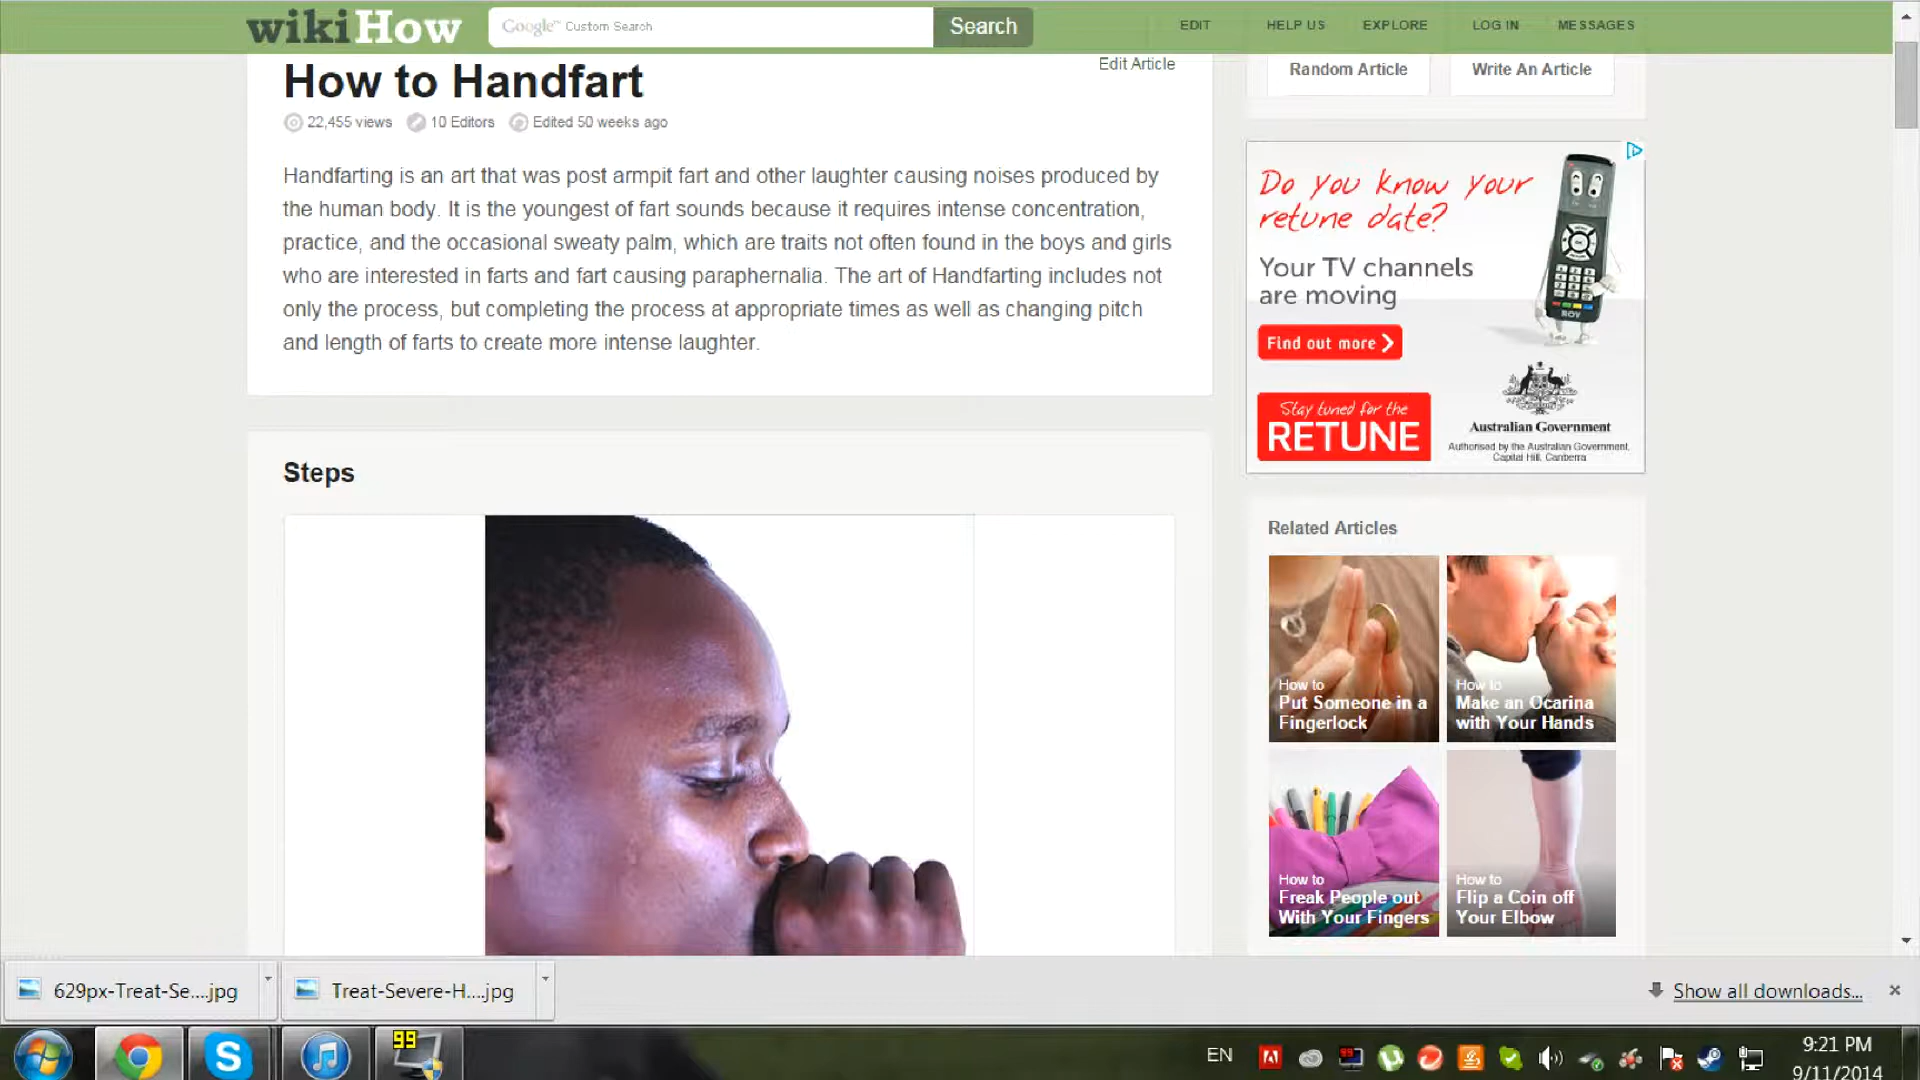 wikiHow
Google™ Custom Search
Search
EDIT
HELP US
EXPLORE
LOG IN
MESSAGES
How to Handfart
Edit Article
22,455 views
10 Editors
Edited 50 weeks ago
Handfarting is an art that was post armpit fart and other laughter causing noises produced by
the human body. It is the youngest of fart sounds because it requires intense concentration,
practice, and the occasional sweaty palm, which are traits not often found in the boys and girls
who are interested in farts and fart causing paraphernalia. The art of Handfarting includes not
only the process, but completing the process at appropriate times as well as changing pitch
and length of farts to create more intense laughter.
Steps
Random Article
Write An Article
Do you know your
retune date?
Your TV channels
are moving
Find out more
Stay tuned for the
RETUNE
Australian Government
Authorised by the Australian Government,
Capital Hill, Canberra
Related Articles
How to
Put Someone in a
Fingerlock
How to
Make an Ocarina
with Your Hands
How to
Freak People out
With Your Fingers
How to
Flip a Coin off
Your Elbow
629px-Treat-Se....jpg
Treat-Severe-H....jpg
Show all downloads...
99
EN
9:21 PM
9/11/2014